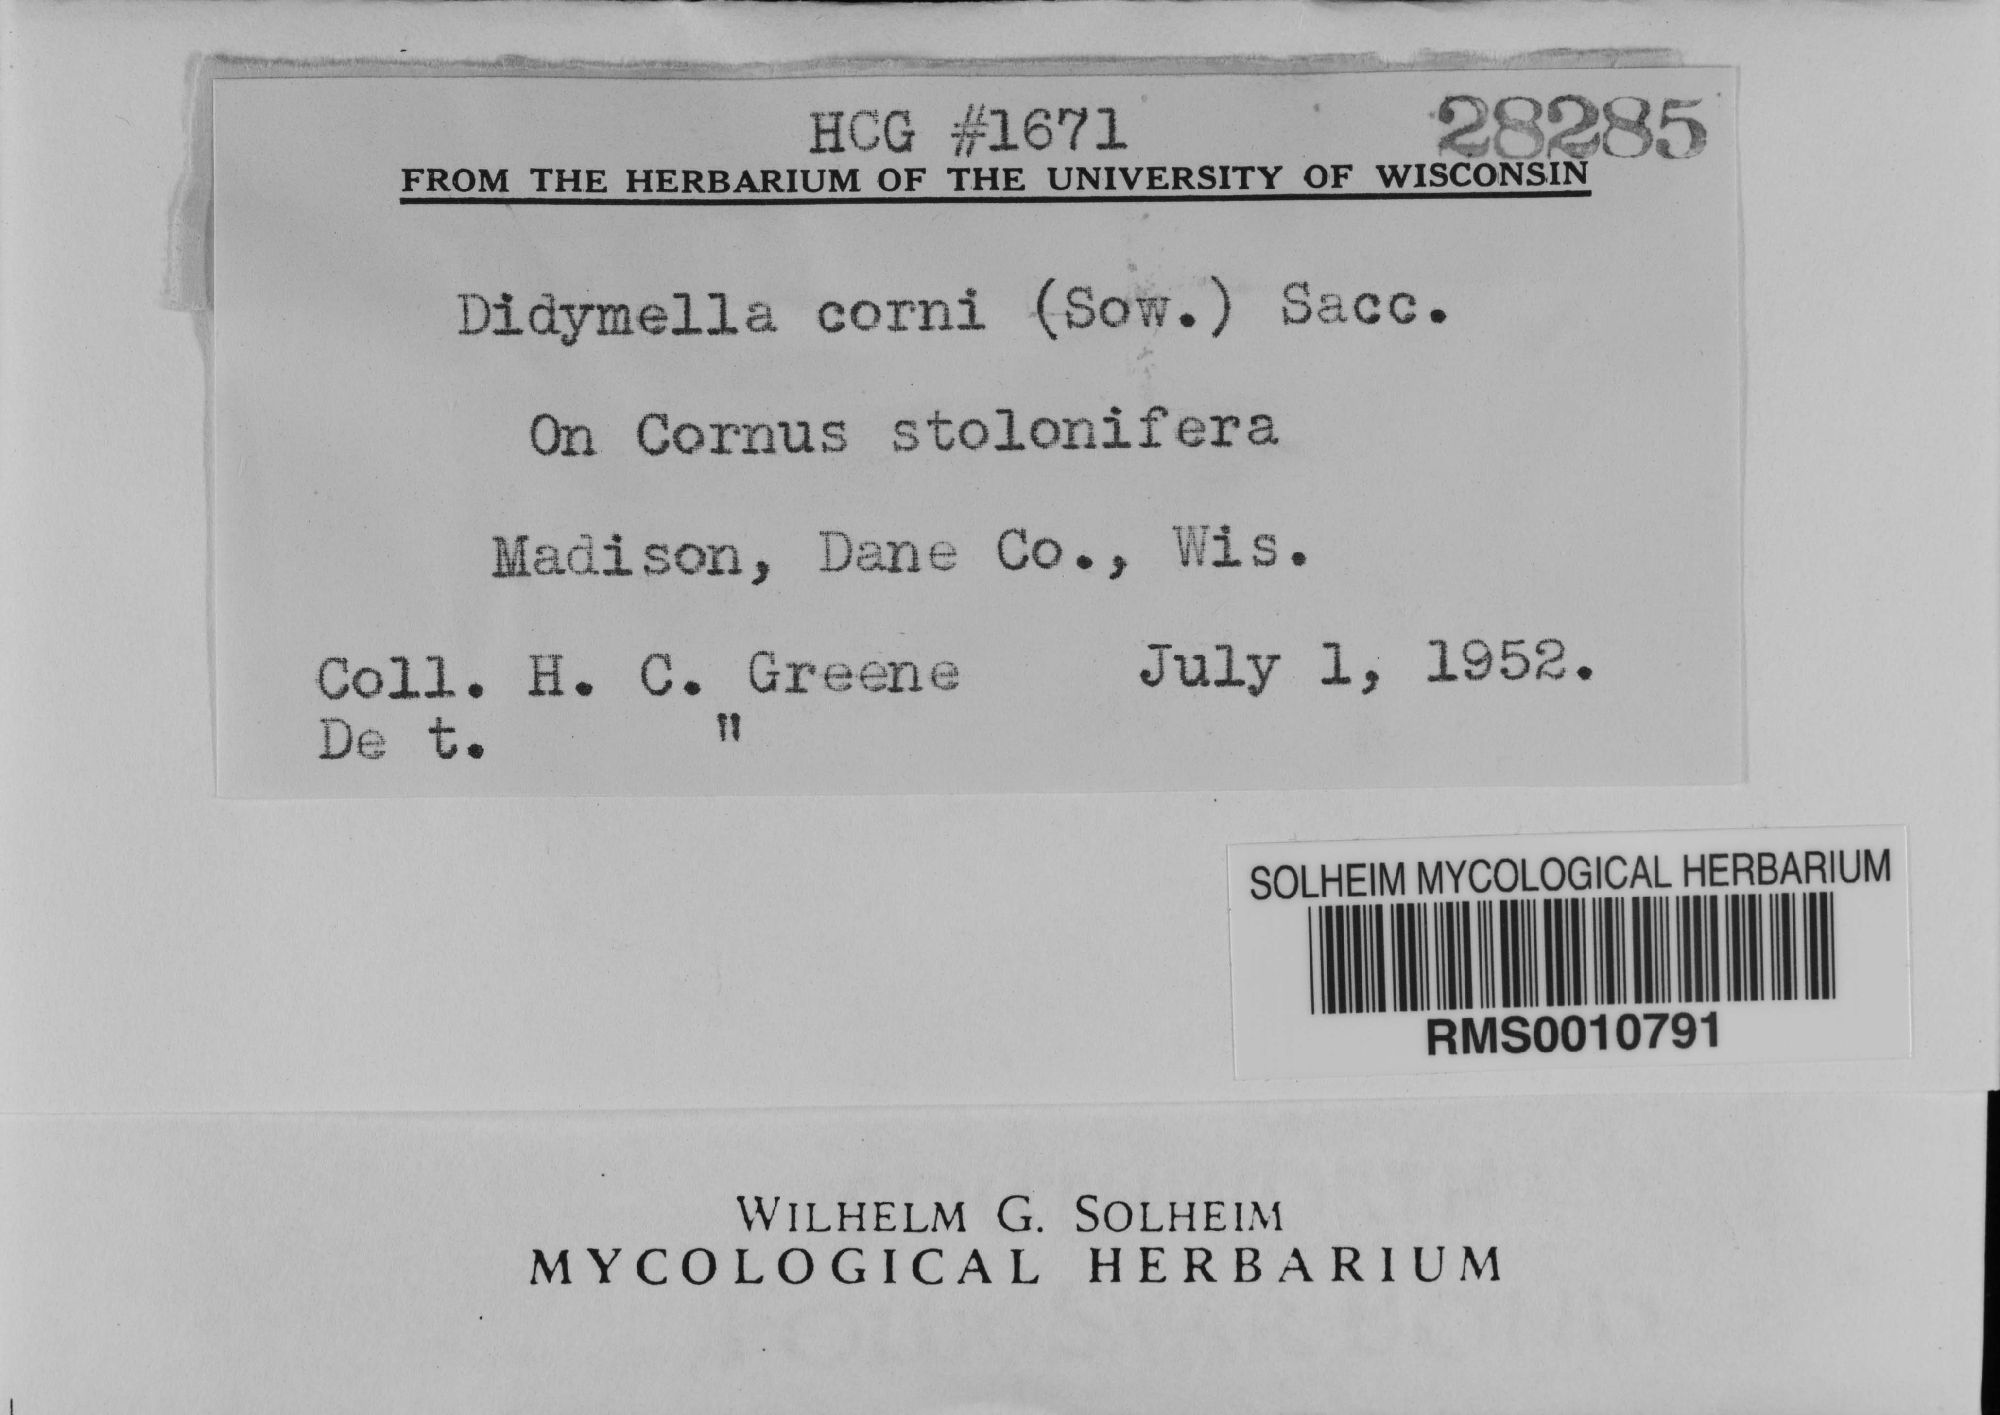 HCG #1671
28285
FROM THE HERBARIUM OF THE UNIVERSITY OF WISCONSIN
Didymella corni (Sow.) Sacc.
On Cornus stolonifera
Madison, Dane Co., Wis.
Coll. H. C. Greene July 1, 1952.
De t. "
SOLHEIM MYCOLOGICAL HERBARIUM
RMS0010791
WILHELM G. SOLHEIM
MYCOLOGICAL HERBARIUM